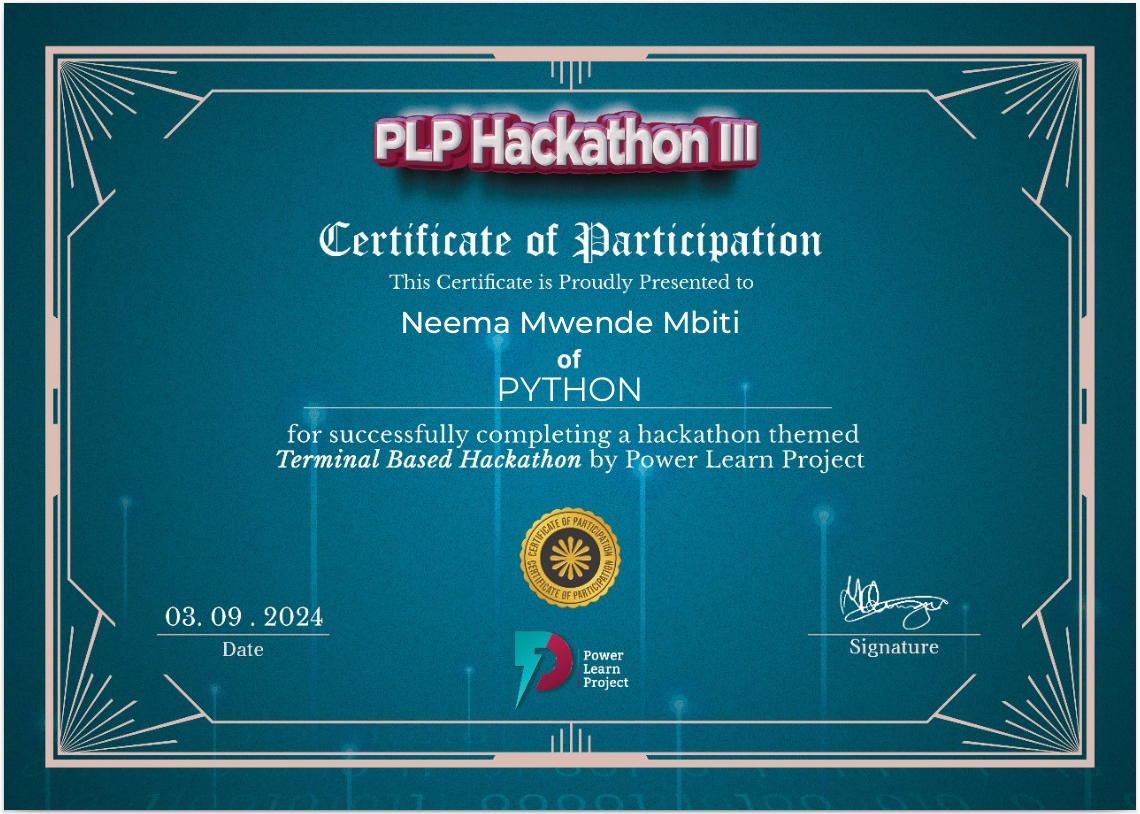 PLP Hackathon III
Certificate of Participation
This Certificate is Proudly Presented to
Neema Mwende Mbiti
of
PYTHON
for successfully completing a hackathon themed
Terminal Based Hackathon by Power Learn Project
CERTIFICATE OF PARTICIPATION
CERTIFICATE OF PARTICIPATION
03. 09 . 2024
Date
Signature
Power
Learn
Project